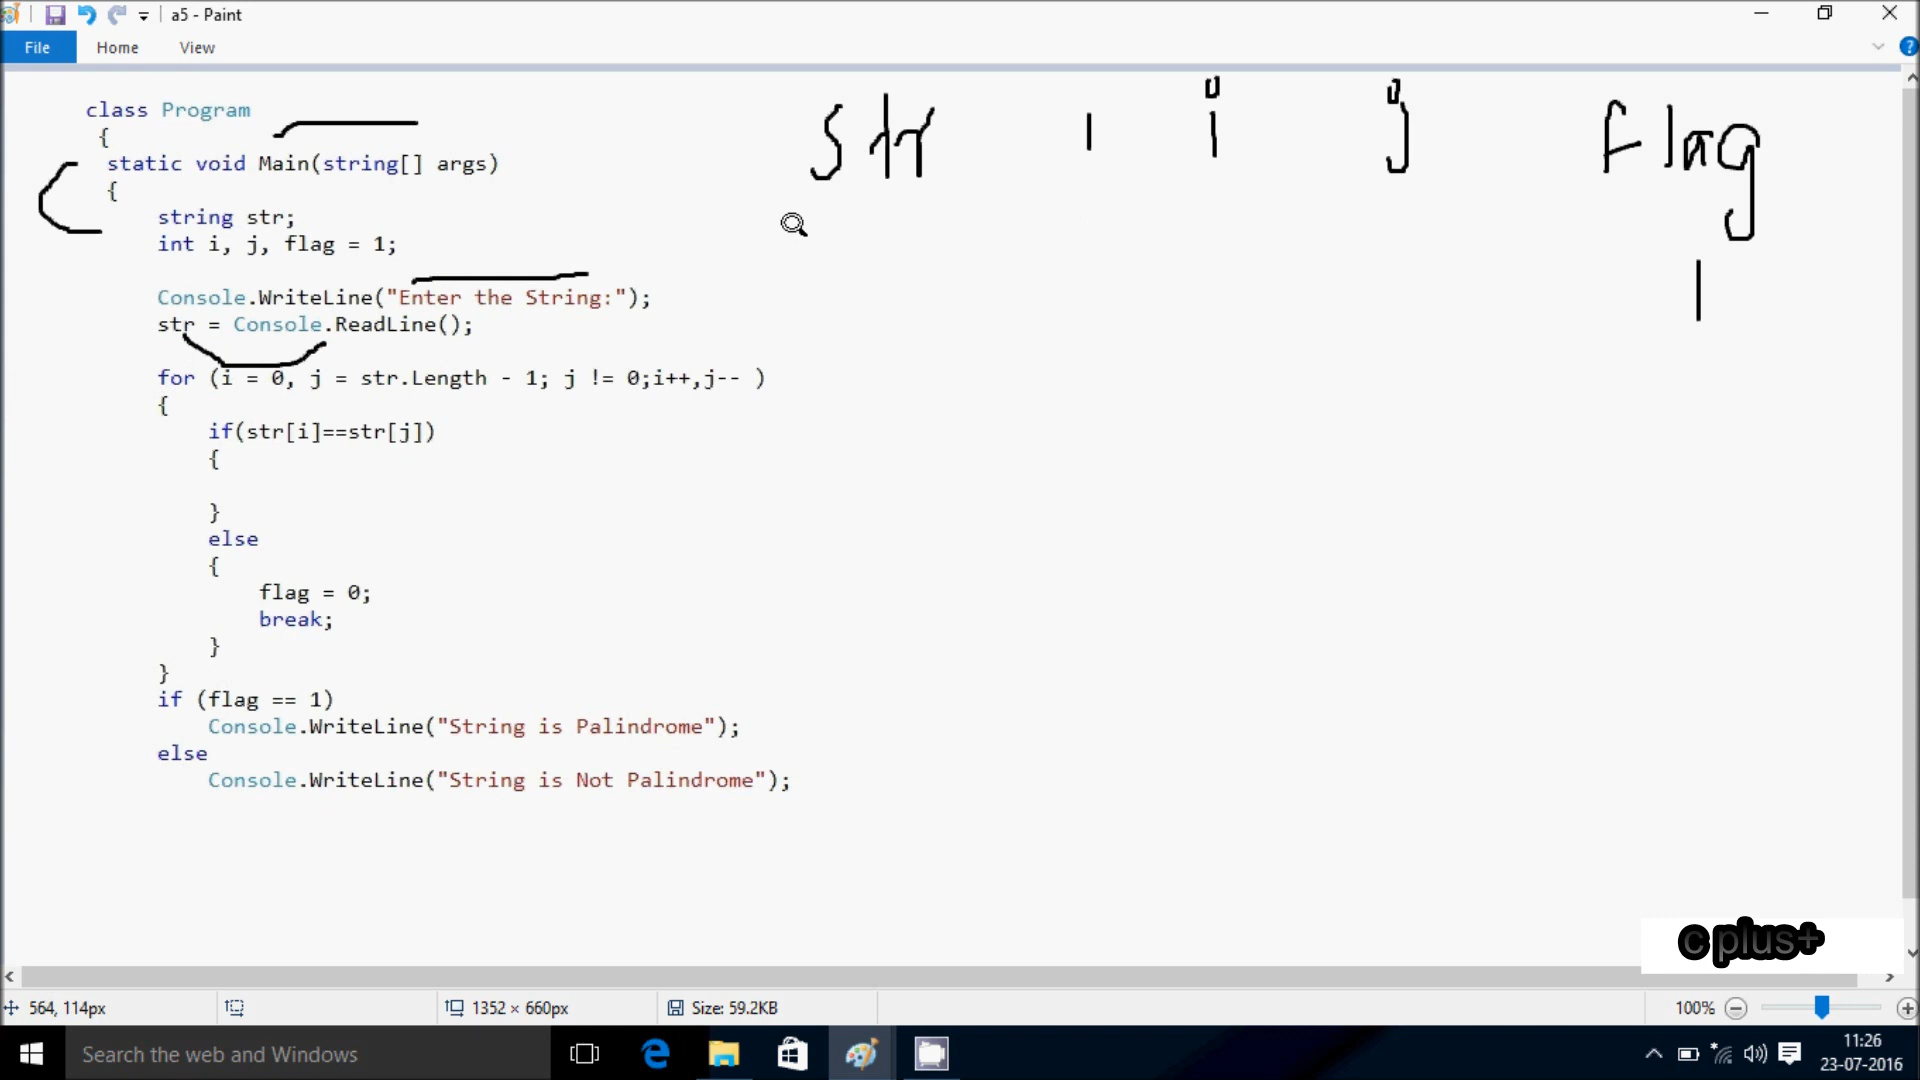 a5 - Paint
File Home View
class Program
{
static void Main(string[] args)
{
string str;
int i, j, flag = 1;
Console.WriteLine("Enter the String:");
str = Console.ReadLine();
for (i = 0, j = str.Length - 1; j != 0;i++,j-- )
{
if(str[i]==str[j])
{
}
else
{
flag = 0;
break;
}
}
if (flag == 1)
Console.WriteLine("String is Palindrome");
else
Console.WriteLine("String is Not Palindrome");
str i j flag
1
c plus+
564, 114px 1352 × 660px Size: 59.2KB 100%
Search the web and Windows
11:26
23-07-2016